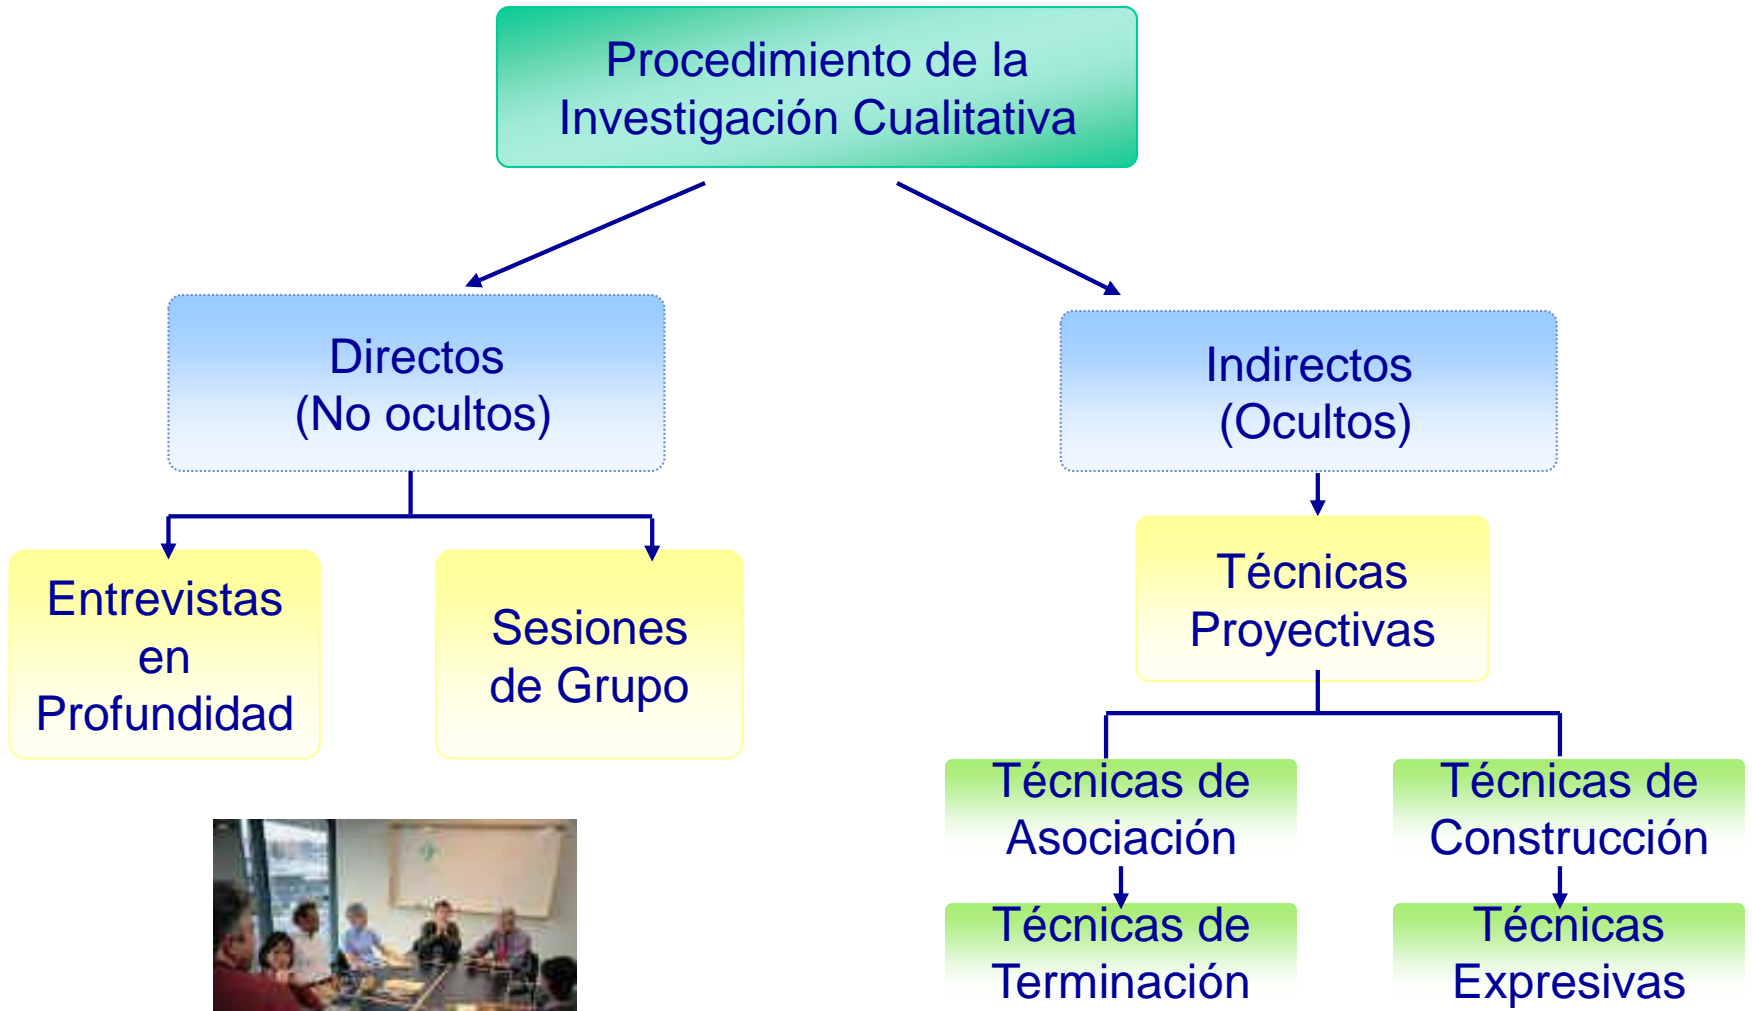 Procedimiento de la
Investigación Cualitativa
Directos
(No ocultos)
Indirectos
(Ocultos)
Entrevistas
en
Profundidad
Sesiones
de Grupo
Técnicas
Proyectivas
Técnicas de
Asociación
Técnicas de
Construcción
Técnicas de
Terminación
Técnicas
Expresivas